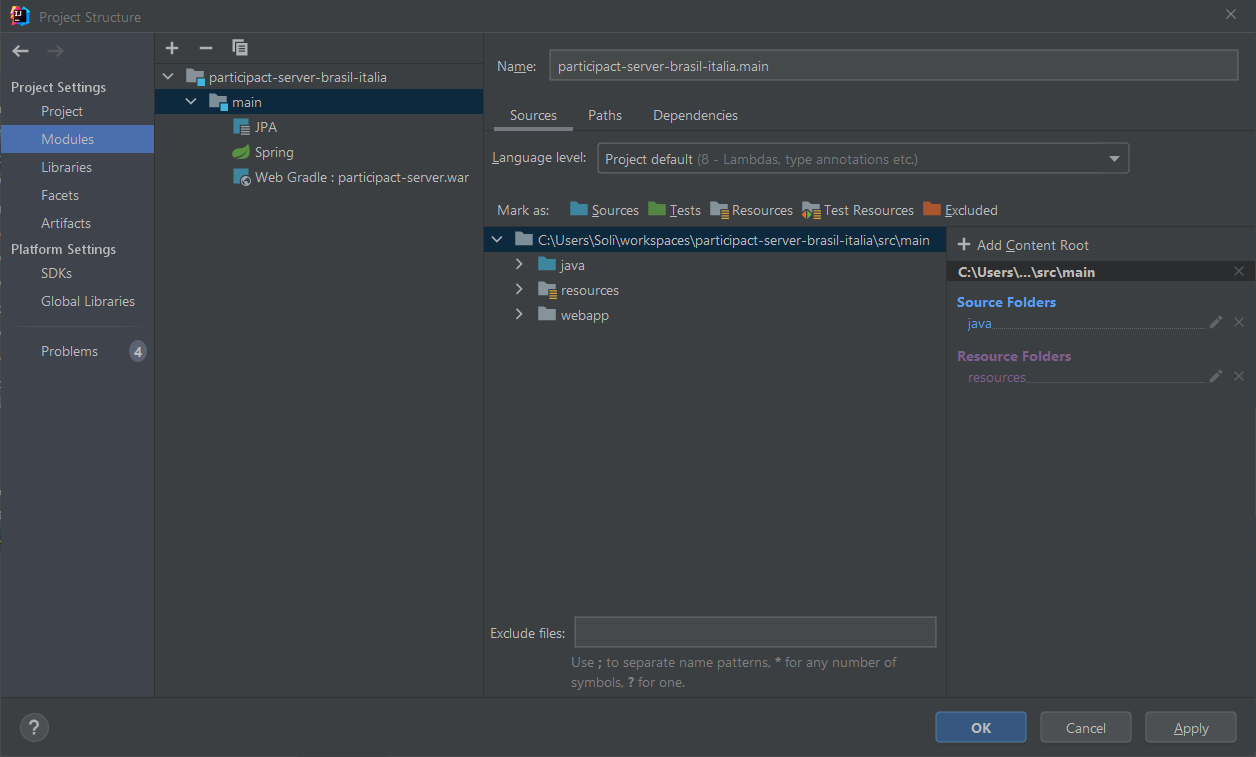 Project Structure
Project Settings
Project
Modules
Libraries
Facets
Artifacts
Platform Settings
SDKs
Global Libraries
Problems 4
participact-server-brasil-italia
main
JPA
Spring
Web Gradle : participact-server.war
Name: participact-server-brasil-italia.main
Sources Paths Dependencies
Language level: Project default (8 - Lambdas, type annotations etc.)
Mark as: Sources Tests Resources Test Resources Excluded
C:\Users\Soli\workspaces\participact-server-brasil-italia\src\main
java
resources
webapp
Add Content Root
C:\Users\...\src\main
Source Folders
java
Resource Folders
resources
Exclude files:
Use ; to separate name patterns, * for any number of
symbols, ? for one.
?
OK Cancel Apply